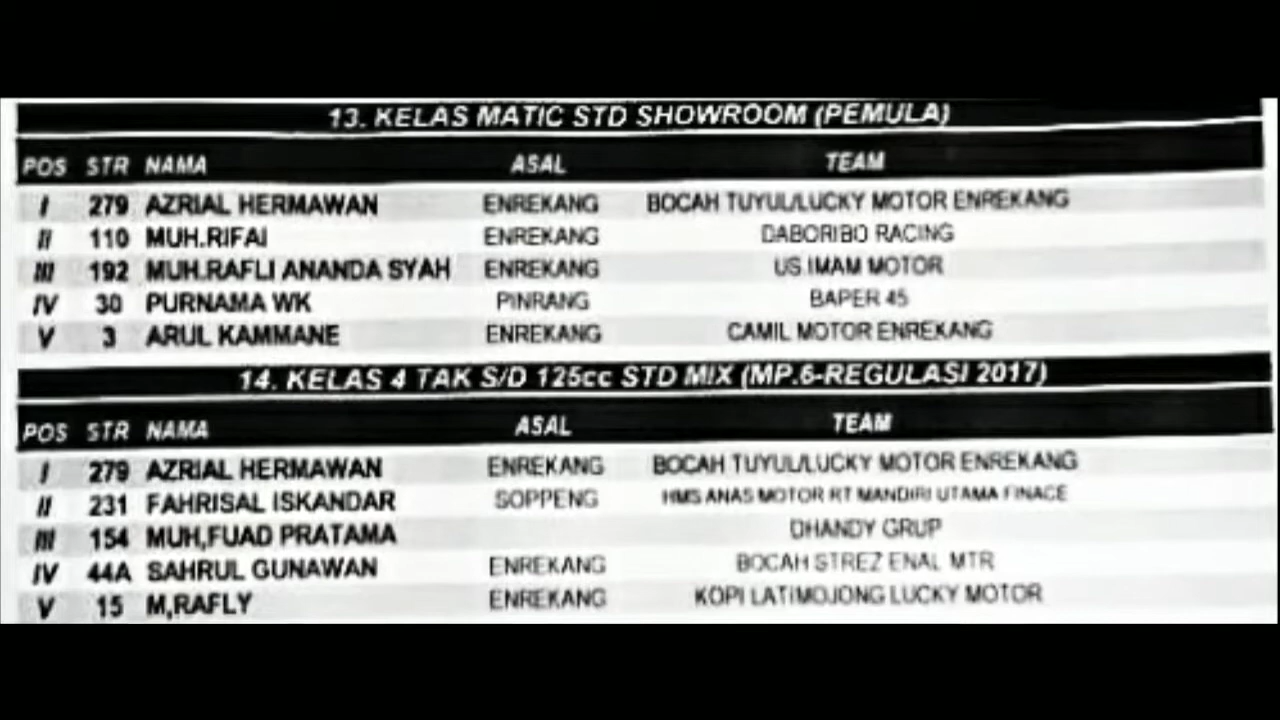 13. KELAS MATIC STD SHOWROOM (PEMULA)
POS STR NAMA ASAL TEAM
I 279 AZRIAL HERMAWAN ENREKANG BOCAH TUYUL/LUCKY MOTOR ENREKANG
II 110 MUH.RIFAI ENREKANG DABORIBO RACING
III 192 MUH.RAFLI ANANDA SYAH ENREKANG US IMAM MOTOR
IV 30 PURNAMA WK PINRANG BAPER 45
V 3 ARUL KAMMANE ENREKANG CAMIL MOTOR ENREKANG
14. KELAS 4 TAK S/D 125cc STD MIX (MP.6-REGULASI 2017)
POS STR NAMA ASAL TEAM
I 279 AZRIAL HERMAWAN ENREKANG BOCAH TUYUL/LUCKY MOTOR ENREKANG
II 231 FAHRISAL ISKANDAR SOPPENG HMS ANAS MOTOR RT MANDIRI UTAMA FINACE
III 154 MUH,FUAD PRATAMA DHANDY GRUP
IV 44A SAHRUL GUNAWAN ENREKANG BOCAH STREZ ENAL MTR
V 15 M,RAFLY ENREKANG KOPI LATIMOJONG LUCKY MOTOR